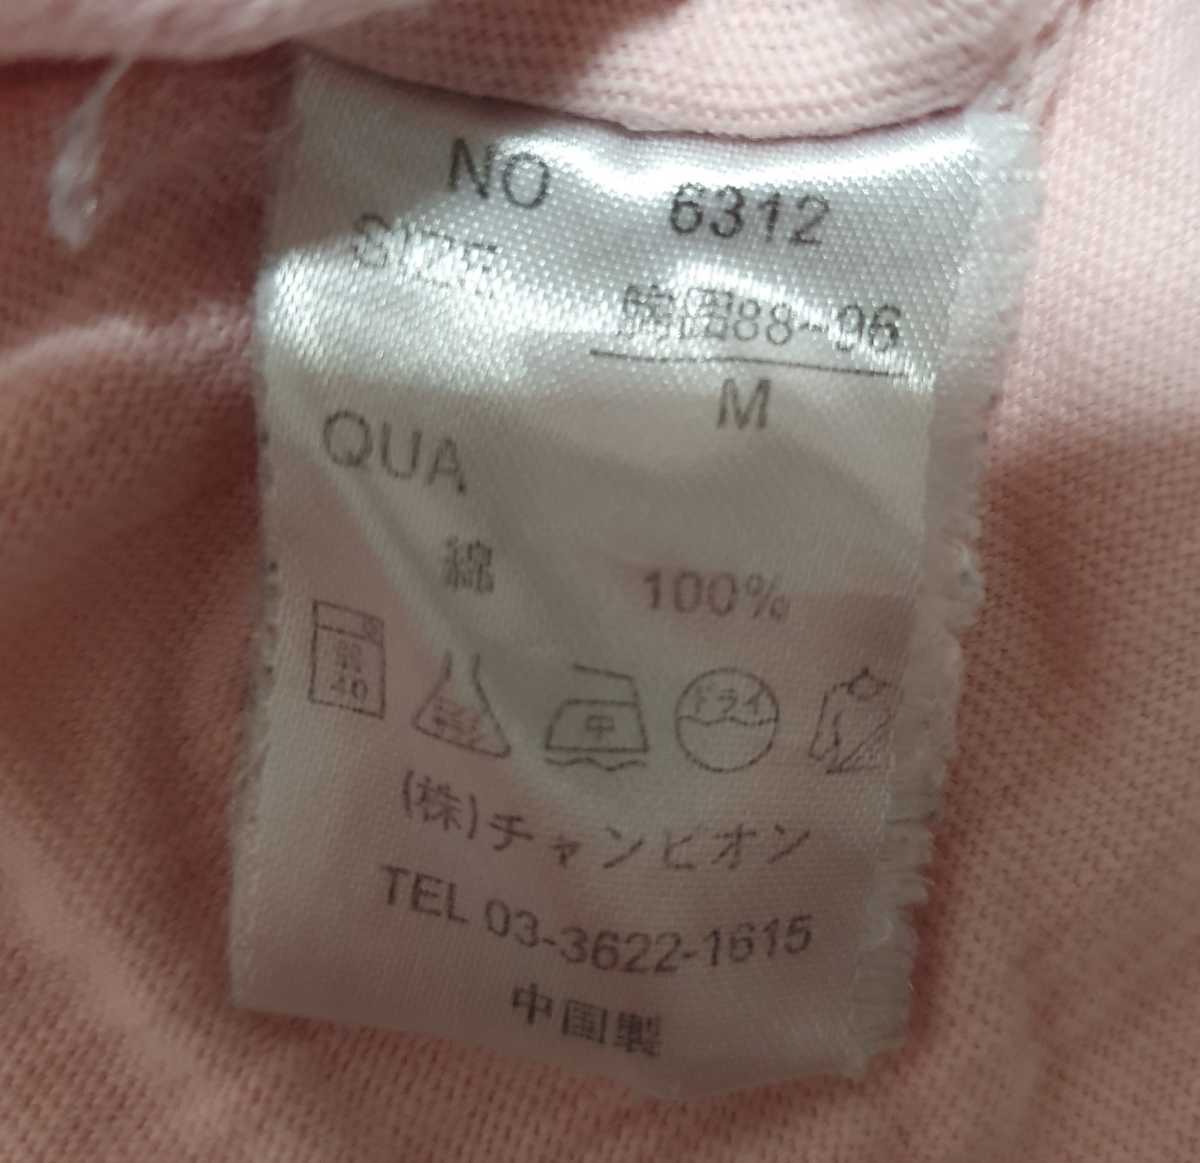 NO 6312
SIZE 胸囲88~96
M
QUA
綿 100%
40
中
ドライ
(株)チャンピオン
TEL 03-3622-1615
中国製